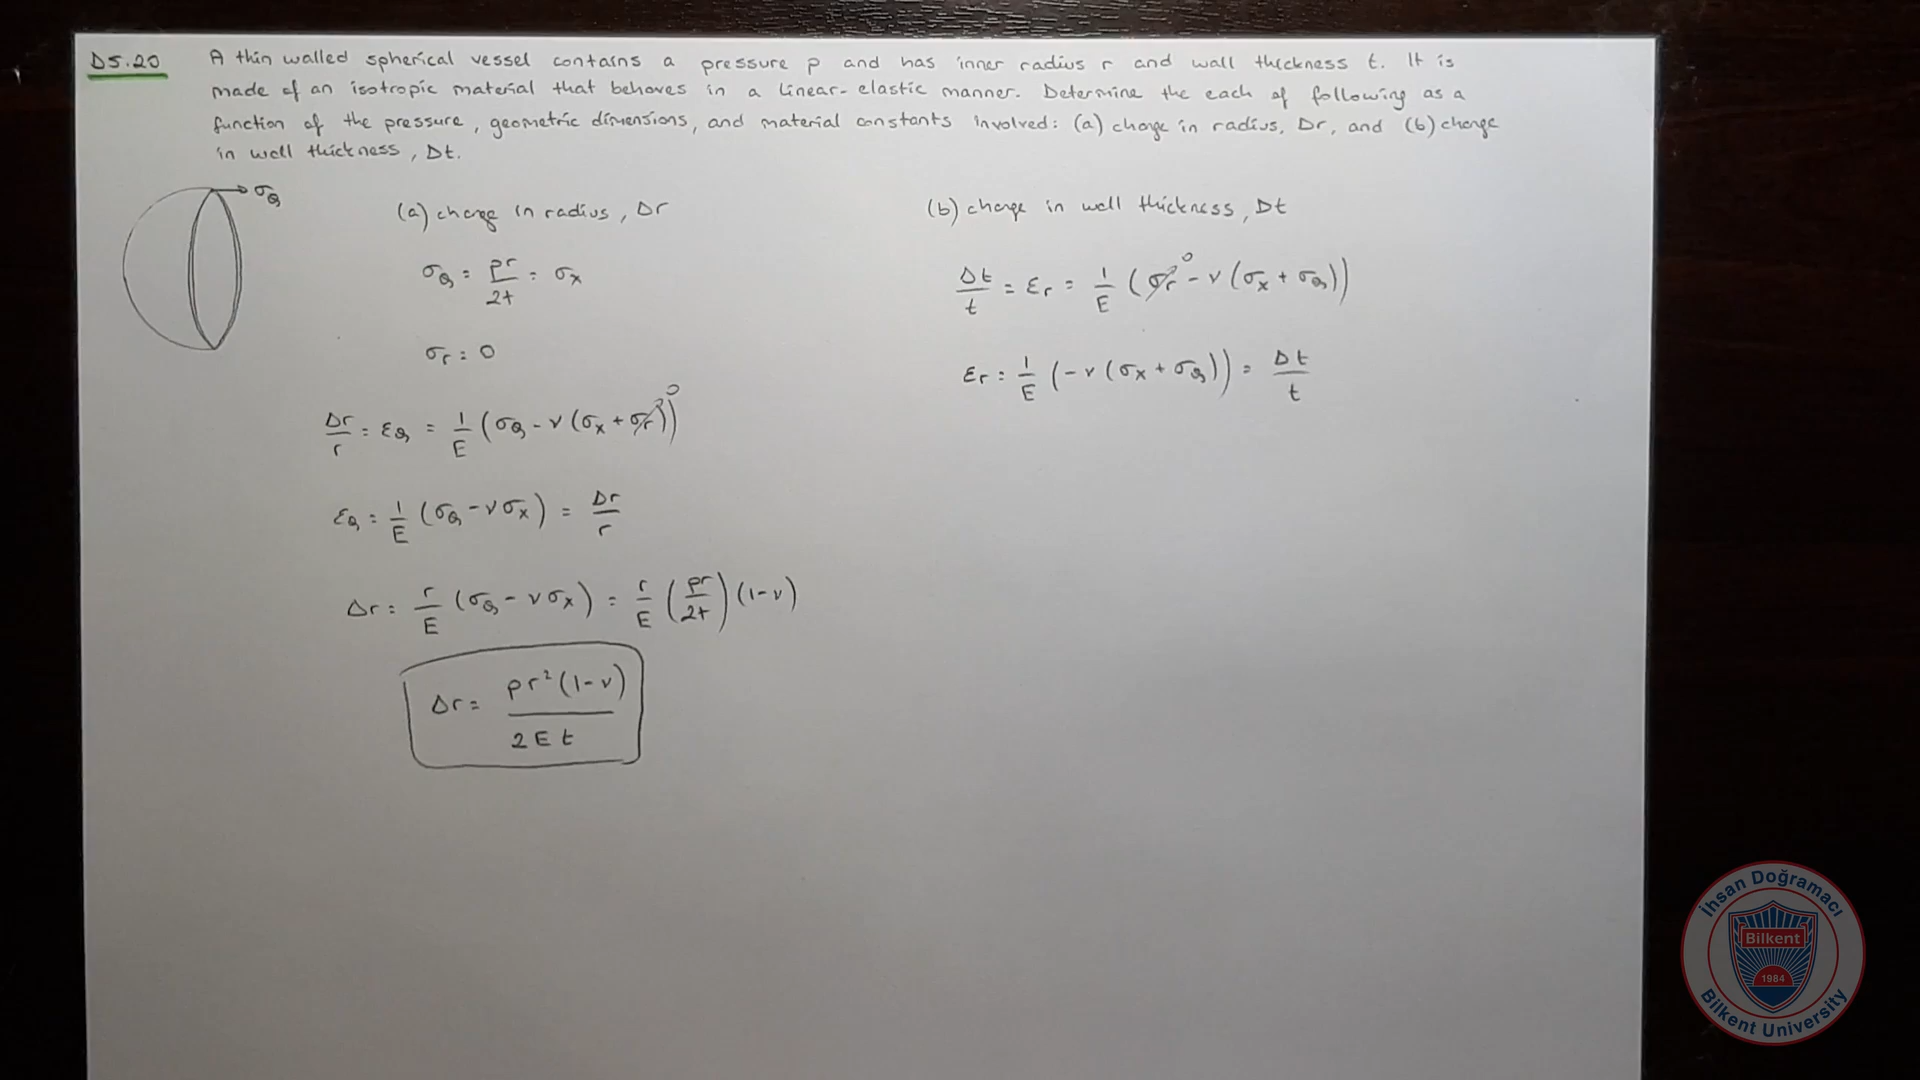 D5.20 A thin walled spherical vessel contains a pressure p and has inner radius r and wall thickness t. It is
made of an isotropic material that behaves in a linear-elastic manner. Determine the each of following as a
function of the pressure, geometric dimensions, and material constants involved: (a) change in radius, Δr, and (b) change
in wall thickness, Δt.
σθ
(a) change in radius, Δr
σθ = pr/2t = σx
σr = 0
Δr/r = εθ = 1/E (σθ - ν(σx + σr)) 0
εθ = 1/E (σθ - νσx) = Δr/r
Δr = r/E (σθ - νσx) = r/E (pr/2t) (1-ν)
Δr = pr²(1-ν) / 2Et
(b) change in wall thickness, Δt
Δt/t = εr = 1/E (σr 0 - ν(σx + σθ))
εr = 1/E (-ν(σx + σθ)) = Δt/t
İhsan Doğramacı
Bilkent
1984
Bilkent University